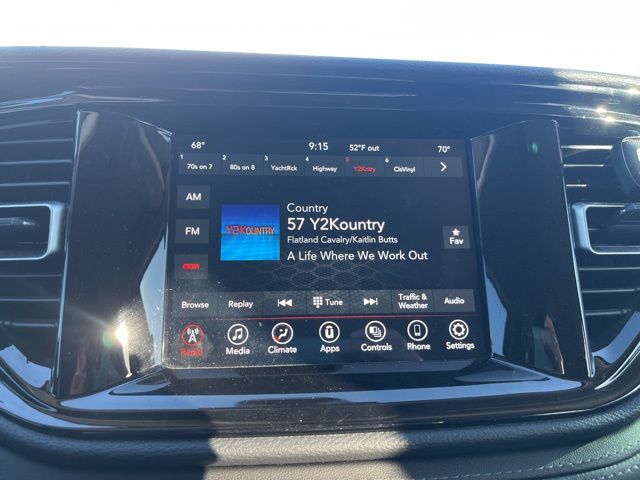 68° 9:15 52°F out 70°
1 70s on 7 2 80s on 8 3 YachtRck 4 Highway 5 Y2Kntry 6 ClsVinyl
AM
FM
Y2KOUNTRY
Country
57 Y2Kountry
Flatland Cavalry/Kaitlin Butts
A Life Where We Work Out
Fav
Browse Replay Tune Traffic & Weather Audio
Radio Media Climate Apps Controls Phone Settings